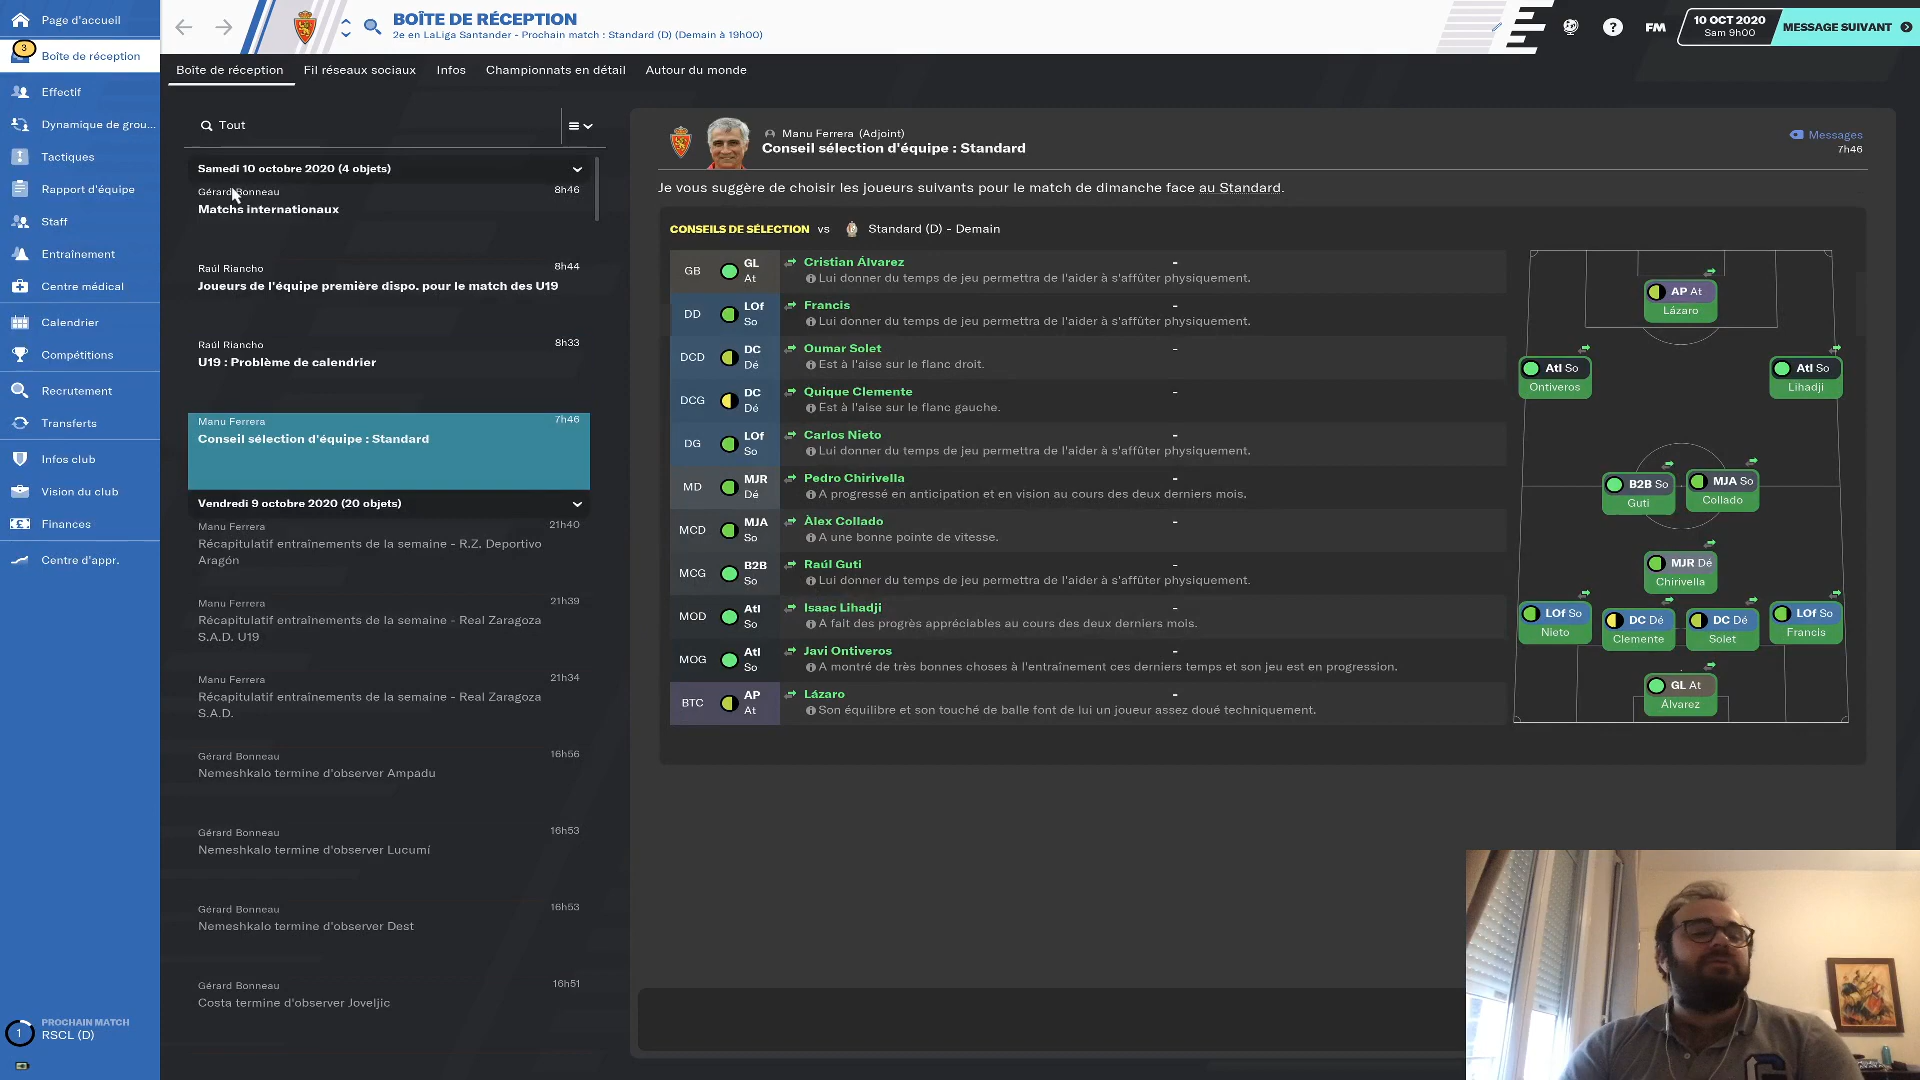 Page d'accueil
3
Boîte de réception
Effectif
Dynamique de grou...
Tactiques
Rapport d'équipe
Staff
Entraînement
Centre médical
Calendrier
Compétitions
Recrutement
Transferts
Infos club
Vision du club
Finances
Centre d'appr.
1
PROCHAIN MATCH
RSCL (D)
BOÎTE DE RÉCEPTION
2e en LaLiga Santander - Prochain match : Standard (D) (Demain à 19h00)
?
FM
10 OCT 2020
Sam 9h00
MESSAGE SUIVANT
Boîte de réception
Fil réseaux sociaux
Infos
Championnats en détail
Autour du monde
Tout
Samedi 10 octobre 2020 (4 objets)
Gérard Bonneau 8h46
Matchs internationaux
Raúl Riancho 8h44
Joueurs de l'équipe première dispo. pour le match des U19
Raúl Riancho 8h33
U19 : Problème de calendrier
Manu Ferrera 7h46
Conseil sélection d'équipe : Standard
Vendredi 9 octobre 2020 (20 objets)
Manu Ferrera 21h40
Récapitulatif entraînements de la semaine - R.Z. Deportivo
Aragón
Manu Ferrera 21h39
Récapitulatif entraînements de la semaine - Real Zaragoza
S.A.D. U19
Manu Ferrera 21h34
Récapitulatif entraînements de la semaine - Real Zaragoza
S.A.D.
Gérard Bonneau 16h56
Nemeshkalo termine d'observer Ampadu
Gérard Bonneau 16h53
Nemeshkalo termine d'observer Lucumí
Gérard Bonneau 16h53
Nemeshkalo termine d'observer Dest
Gérard Bonneau 16h51
Costa termine d'observer Joveljic
Manu Ferrera (Adjoint)
Conseil sélection d'équipe : Standard
Messages
7h46
Je vous suggère de choisir les joueurs suivants pour le match de dimanche face au Standard.
CONSEILS DE SÉLECTION vs Standard (D) - Demain
GB GL At Cristian Álvarez -
Lui donner du temps de jeu permettra de l'aider à s'affûter physiquement.
DD LOf So Francis -
Lui donner du temps de jeu permettra de l'aider à s'affûter physiquement.
DCD DC Dé Oumar Solet -
Est à l'aise sur le flanc droit.
DCG DC Dé Quique Clemente -
Est à l'aise sur le flanc gauche.
DG LOf So Carlos Nieto -
Lui donner du temps de jeu permettra de l'aider à s'affûter physiquement.
MD MJR Dé Pedro Chirivella -
A progressé en anticipation et en vision au cours des deux derniers mois.
MCD MJA So Àlex Collado -
A une bonne pointe de vitesse.
MCG B2B So Raúl Guti -
Lui donner du temps de jeu permettra de l'aider à s'affûter physiquement.
MOD Atl So Isaac Lihadji -
A fait des progrès appréciables au cours des deux derniers mois.
MOG Atl So Javi Ontiveros -
A montré de très bonnes choses à l'entraînement ces derniers temps et son jeu est en progression.
BTC AP At Lázaro -
Son équilibre et son touché de balle font de lui un joueur assez doué techniquement.
AP At
Lázaro
Atl So
Ontiveros
Atl So
Lihadji
B2B So
Guti
MJA So
Collado
MJR Dé
Chirivella
LOf So
Nieto
DC Dé
Clemente
DC Dé
Solet
LOf So
Francis
GL At
Álvarez